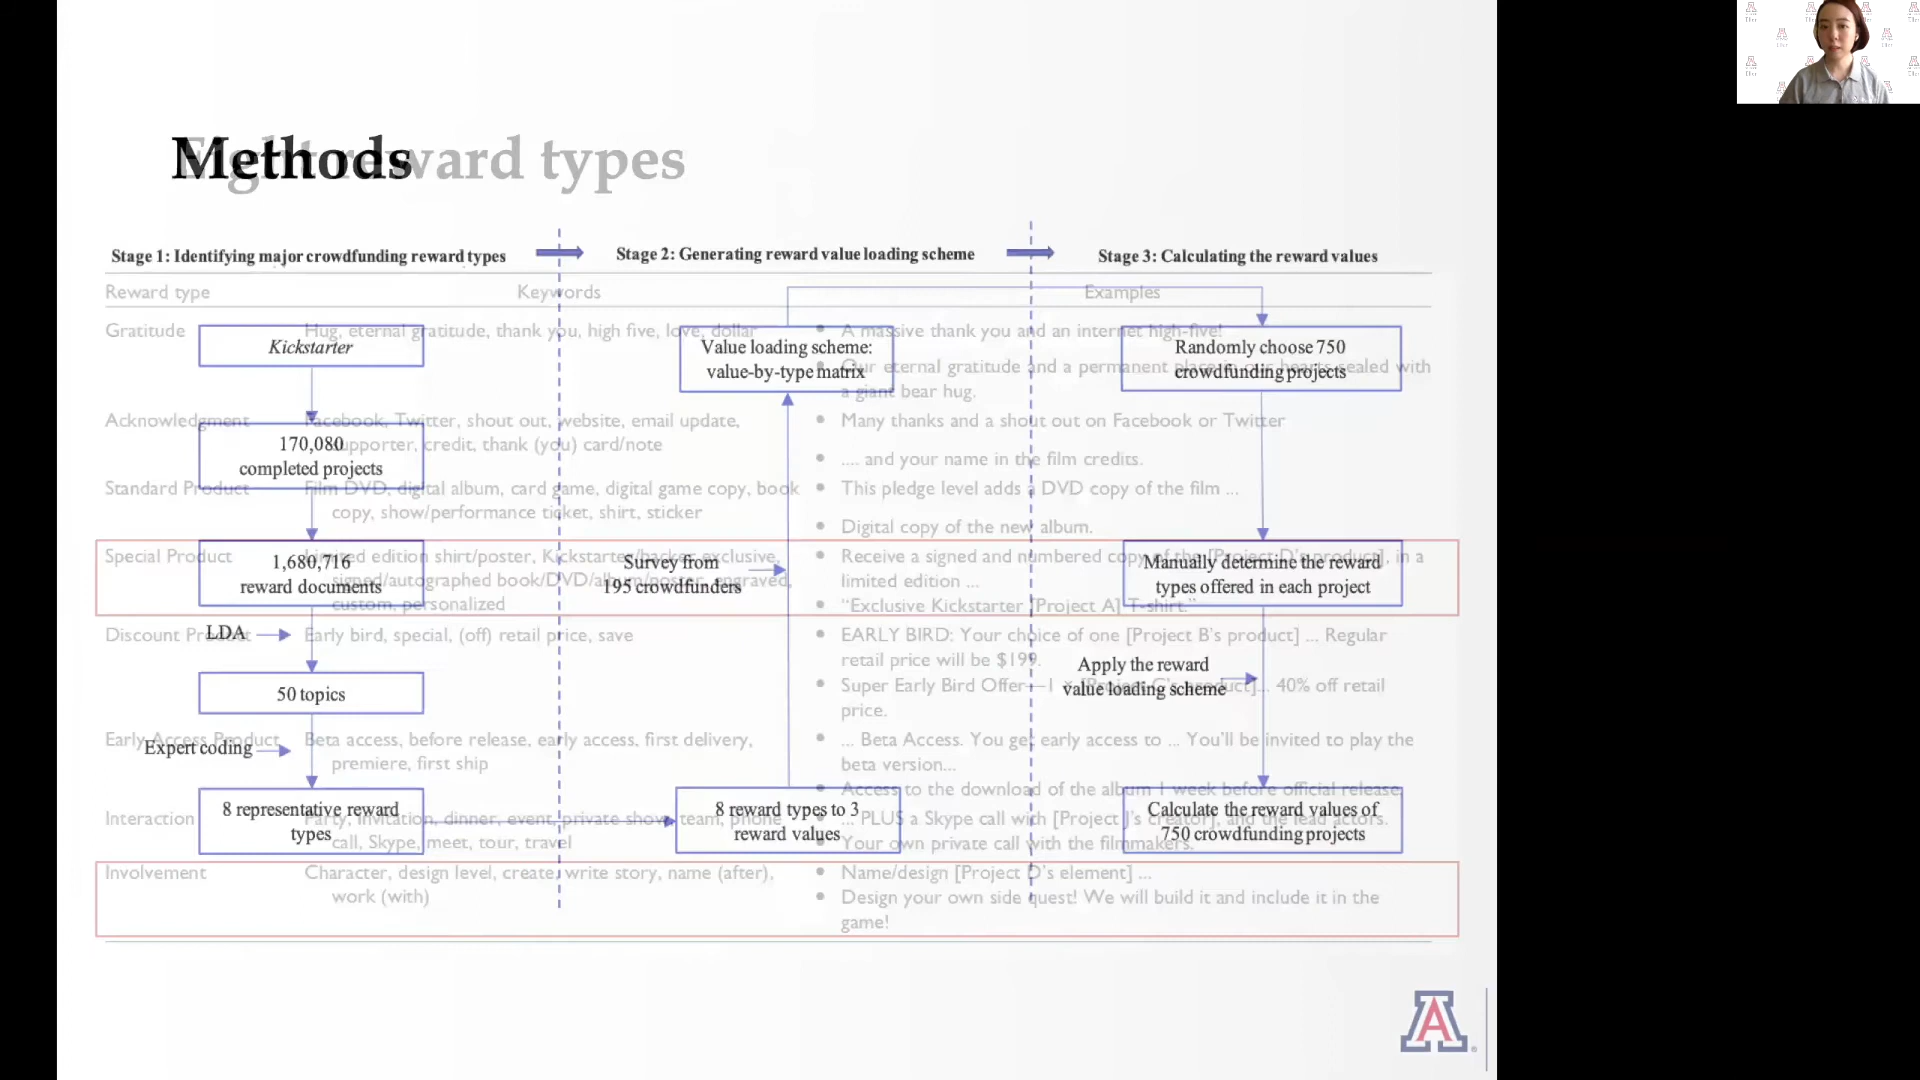 Methods
Eight reward types
Stage 1: Identifying major crowdfunding reward types
Stage 2: Generating reward value loading scheme
Stage 3: Calculating the reward values
Kickstarter
170,080
completed projects
1,680,716
reward documents
LDA
50 topics
Expert coding
8 representative reward
types
Value loading scheme:
value-by-type matrix
Survey from
195 crowdfunders
8 reward types to 3
reward values
Randomly choose 750
crowdfunding projects
Manually determine the reward
types offered in each project
Apply the reward
value loading scheme
Calculate the reward values of
750 crowdfunding projects
Reward type
Keywords
Examples
Gratitude
Hug, eternal gratitude, thank you, high five, love, dollar
• A massive thank you and an internet high-five!
• Our eternal gratitude and a permanent place in our hearts sealed with
a giant bear hug.
Acknowledgment
Facebook, Twitter, shout out, website, email update,
supporter, credit, thank (you) card/note
• Many thanks and a shout out on Facebook or Twitter
• .... and your name in the film credits.
Standard Product
Film DVD, digital album, card game, digital game copy, book
copy, show/performance ticket, shirt, sticker
• This pledge level adds a DVD copy of the film ...
• Digital copy of the new album.
Special Product
Limited edition shirt/poster, Kickstarter/backer exclusive,
signed/autographed book/DVD/album/poster, engraved,
custom, personalized
• Receive a signed and numbered copy of the [Project D's product], in a
limited edition ...
• “Exclusive Kickstarter [Project A] T-shirt.”
Discount Product
Early bird, special, (off) retail price, save
• EARLY BIRD: Your choice of one [Project B's product] ... Regular
retail price will be $199.
• Super Early Bird Offer—1 × [Project C's product]... 40% off retail
price.
Early Access Product
Beta access, before release, early access, first delivery,
premiere, first ship
• ... Beta Access. You get early access to ... You'll be invited to play the
beta version...
• Access to the download of the album 1 week before official release.
Interaction
Party, invitation, dinner, event, private show, team, phone
call, Skype, meet, tour, travel
• ... PLUS a Skype call with [Project J's creator], and the lead actors.
• Your own private call with the filmmakers.
Involvement
Character, design level, create, write story, name (after),
work (with)
• Name/design [Project D's element] ...
• Design your own side quest! We will build it and include it in the
game!
A